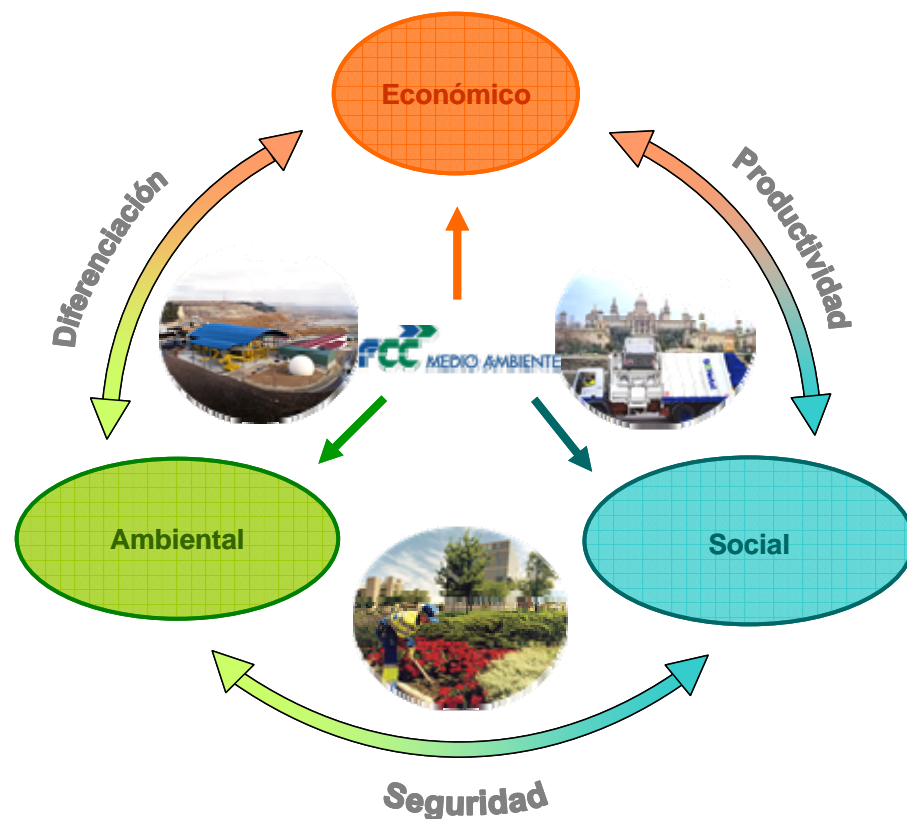 Económico
Diferenciación
Productividad
FCC MEDIO AMBIENTE
Ambiental
Social
Seguridad